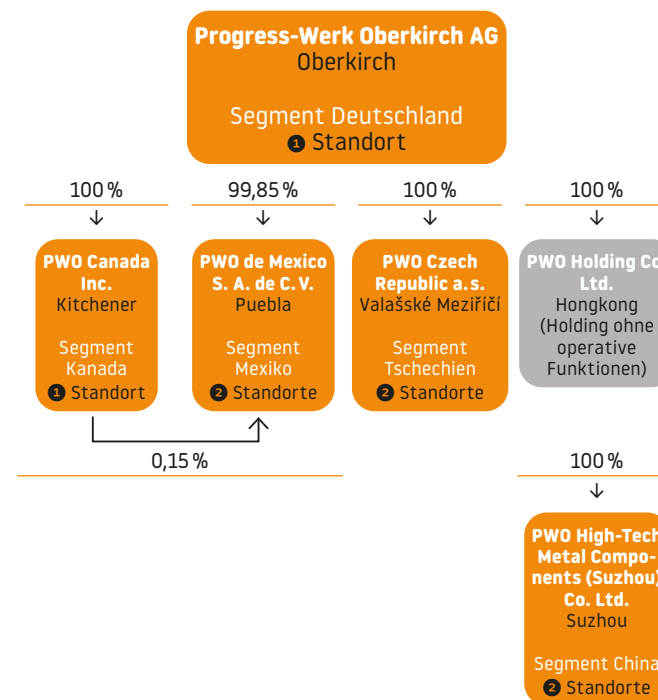 Progress-Werk Oberkirch AG
Oberkirch
Segment Deutschland
1 Standort
100 %
99,85 %
100 %
100 %
PWO Canada
Inc.
Kitchener
Segment
Kanada
1 Standort
PWO de Mexico
S. A. de C. V.
Puebla
Segment
Mexiko
2 Standorte
PWO Czech
Republic a. s.
Valašské Meziříčí
Segment
Tschechien
2 Standorte
PWO Holding Co
Ltd.
Hongkong
(Holding ohne
operative
Funktionen)
0,15 %
100 %
PWO High-Tech
Metal Compo-
nents (Suzhou)
Co. Ltd.
Suzhou
Segment China
2 Standorte